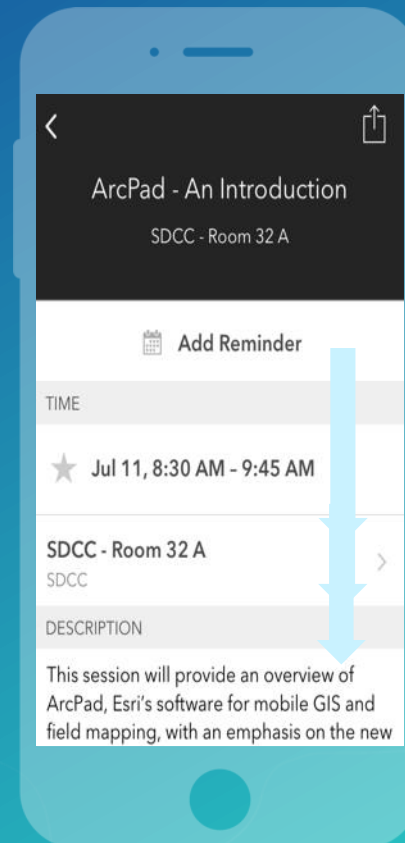 ArcPad - An Introduction
SDCC - Room 32 A
Add Reminder
TIME
Jul 11, 8:30 AM - 9:45 AM
SDCC - Room 32 A
SDCC
DESCRIPTION
This session will provide an overview of
ArcPad, Esri's software for mobile GIS and
field mapping, with an emphasis on the new